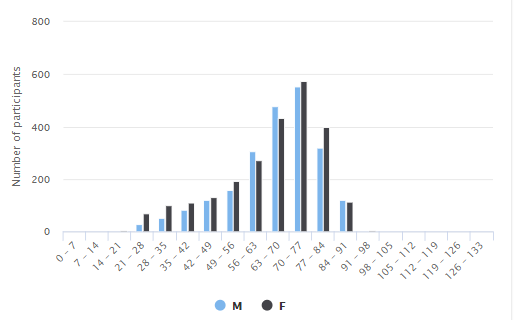 800
600
400
200
0
Number of participants
0 – 7
7 – 14
14 – 21
21 – 28
28 – 35
35 – 42
42 – 49
49 – 56
56 – 63
63 – 70
70 – 77
77 – 84
84 – 91
91 – 98
98 – 105
105 – 112
112 – 119
119 – 126
126 – 133
M F